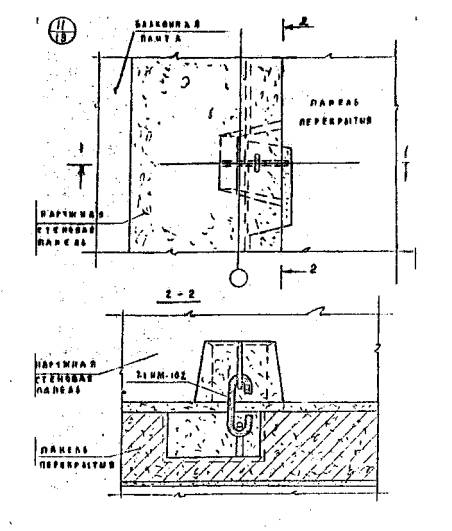 11
19
БАЛКОННАЯ
ПЛИТА
2
ПАНЕЛЬ
ПЕРЕКРЫТИЯ
1
1
НАРУЖНАЯ
СТЕНОВАЯ
ПАНЕЛЬ
2
2-2
НАРУЖНАЯ
СТЕНОВАЯ
ПАНЕЛЬ
ПАНЕЛЬ
ПЕРЕКРЫТИЯ